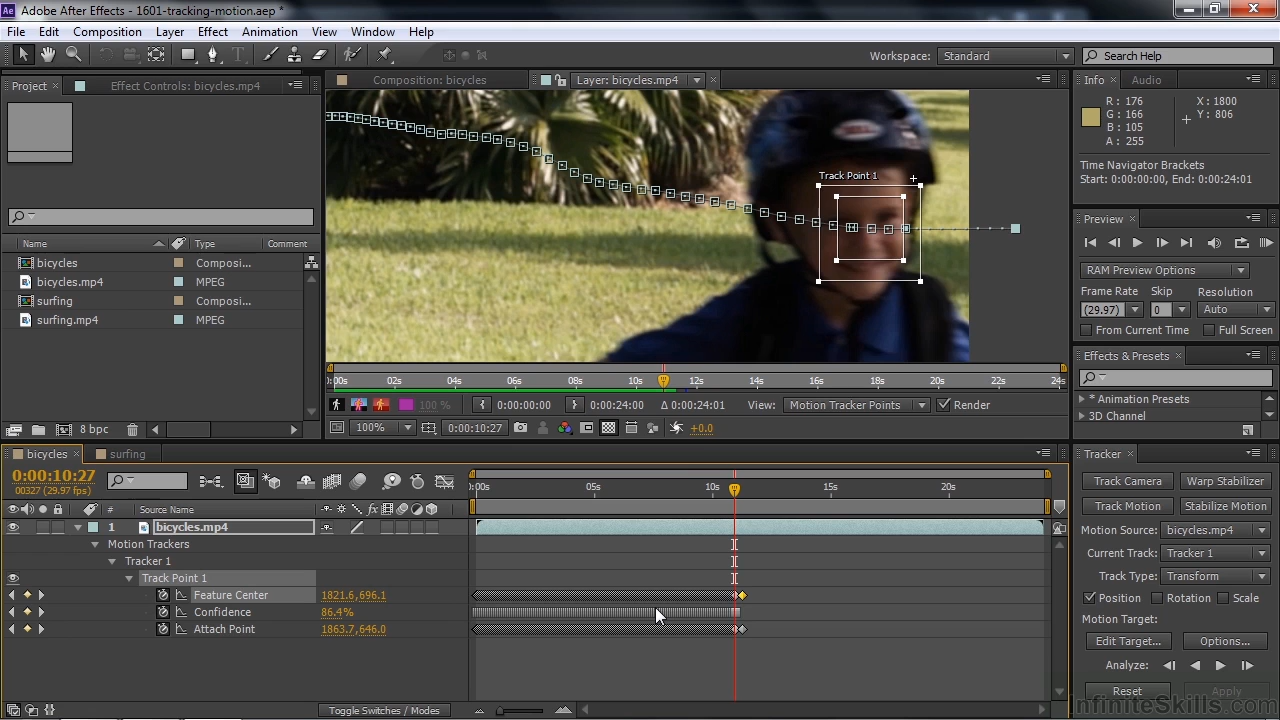 Ae Adobe After Effects - 1601-tracking-motion.aep *
File Edit Composition Layer Effect Animation View Window Help
Workspace: Standard Search Help
Project Effect Controls: bicycles.mp4
Composition: bicycles Layer: bicycles.mp4
Info Audio
R : 176 X : 1800
G : 166 Y : 806
B : 105
A : 255
Time Navigator Brackets
Start: 0:00:00:00, End: 0:00:24:01
Name Type Comment
bicycles Composi...
bicycles.mp4 MPEG
surfing Composi...
surfing.mp4 MPEG
8 bpc
Track Point 1
:00s 02s 04s 06s 08s 10s 12s 14s 16s 18s 20s 22s 24s
100 % 0:00:00:00 0:00:24:00 Δ 0:00:24:01 View: Motion Tracker Points Render
100% 0:00:10:27 +0.0
Preview
RAM Preview Options
Frame Rate Skip Resolution
(29.97) 0 Auto
From Current Time Full Screen
Effects & Presets
* Animation Presets
3D Channel
bicycles surfing
0:00:10:27
00327 (29.97 fps)
:00s 05s 10s 15s 20s
# Source Name
1 bicycles.mp4
Motion Trackers
Tracker 1
Track Point 1
Feature Center 1821.6,696.1
Confidence 86.4%
Attach Point 1863.7,646.0
Toggle Switches / Modes
Tracker
Track Camera Warp Stabilizer
Track Motion Stabilize Motion
Motion Source: bicycles.mp4
Current Track: Tracker 1
Track Type: Transform
Position Rotation Scale
Motion Target:
Edit Target... Options...
Analyze:
Reset Apply
InfiniteSkills.com